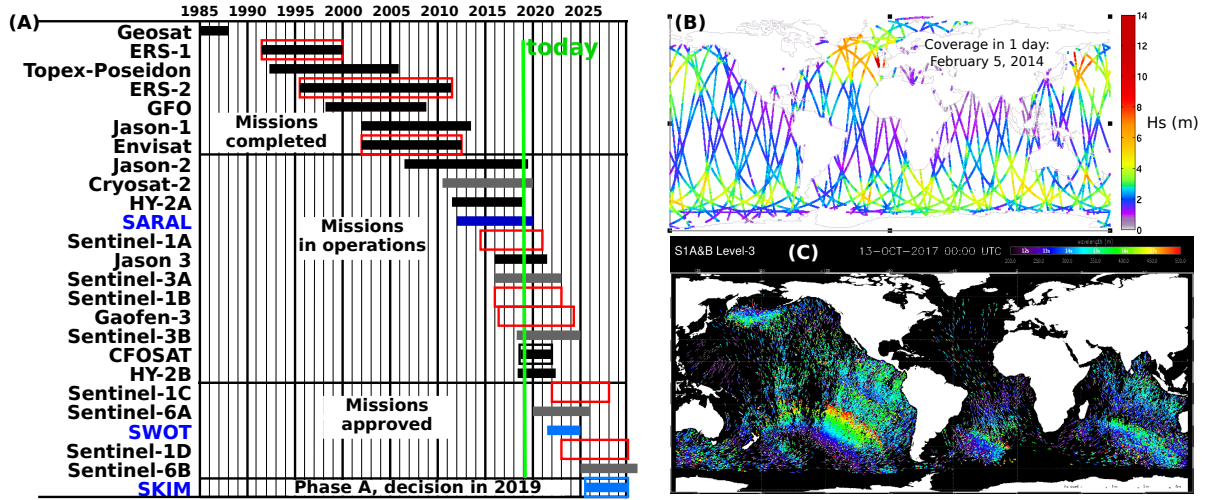 (A)
1985 1990 1995 2000 2005 2010 2015 2020 2025
today
Geosat
ERS-1
Topex-Poseidon
ERS-2
GFO
Jason-1
Envisat
Missions
completed
Jason-2
Cryosat-2
HY-2A
SARAL
Sentinel-1A
Jason 3
Sentinel-3A
Sentinel-1B
Gaofen-3
Sentinel-3B
CFOSAT
HY-2B
Missions
in operations
Sentinel-1C
Sentinel-6A
SWOT
Sentinel-1D
Sentinel-6B
Missions
approved
SKIM
Phase A, decision in 2019
(B)
Coverage in 1 day:
February 5, 2014
14
12
10
8
6
4
2
0
Hs (m)
S1A&B Level-3
(C)
13-OCT-2017 00:00 UTC
wavelength (m)